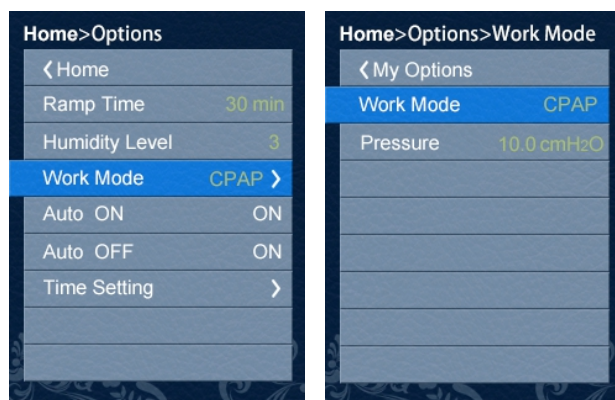 Home>Options
❮Home
Ramp Time 30 min
Humidity Level 3
Work Mode CPAP ❯
Auto ON ON
Auto OFF ON
Time Setting ❯
Home>Options>Work Mode
❮My Options
Work Mode CPAP
Pressure 10.0 cmH2O